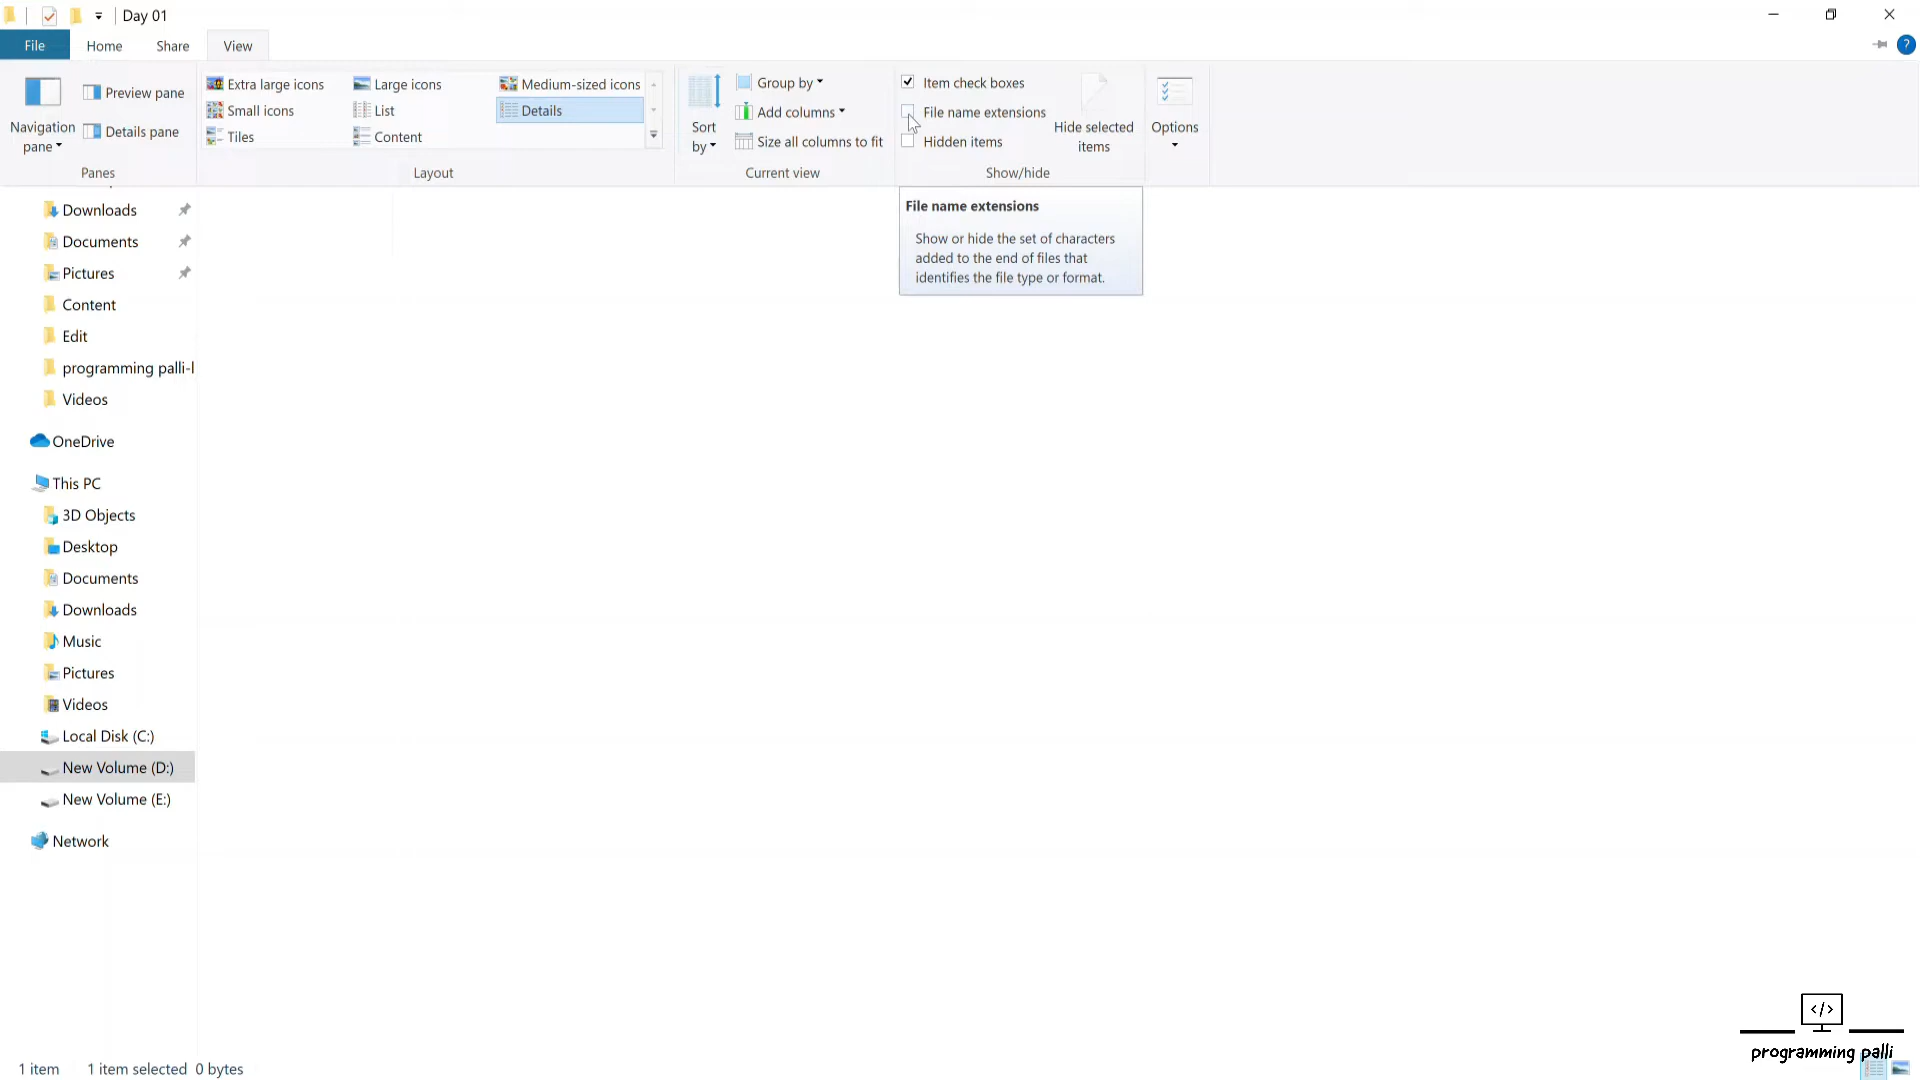 Day 01
File
Home
Share
View
?
Navigation
pane
Preview pane
Details pane
Panes
Extra large icons
Large icons
Medium-sized icons
Small icons
List
Details
Tiles
Content
Layout
Sort
by
Group by
Add columns
Size all columns to fit
Current view
Item check boxes
File name extensions
Hidden items
Hide selected
items
Show/hide
Options
File name extensions
Show or hide the set of characters
added to the end of files that
identifies the file type or format.
Downloads
Documents
Pictures
Content
Edit
programming palli-l
Videos
OneDrive
This PC
3D Objects
Desktop
Documents
Downloads
Music
Pictures
Videos
Local Disk (C:)
New Volume (D:)
New Volume (E:)
Network
1 item
1 item selected 0 bytes
</>
programming palli